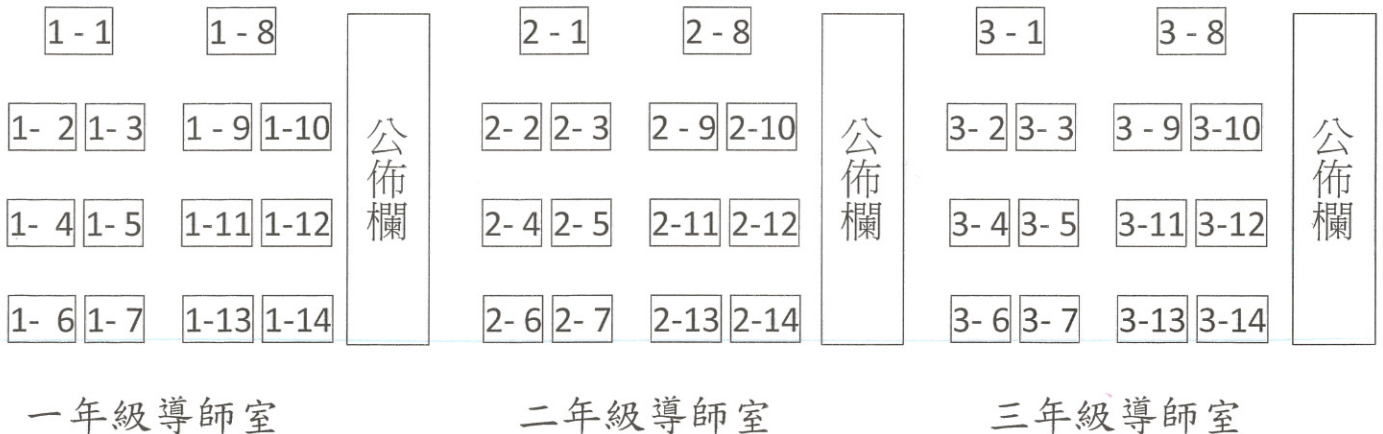 1 - 1 1 - 8 2 - 1 2 - 8 3 - 1 3 - 8
1- 2 1- 3 1 - 9 1-10 2- 2 2- 3 2 - 9 2-10 3- 2 3- 3 3 - 9 3-10
1- 4 1- 5 1-11 1-12 2- 4 2- 5 2-11 2-12 3- 4 3- 5 3-11 3-12
1- 6 1- 7 1-13 1-14 2- 6 2- 7 2-13 2-14 3- 6 3- 7 3-13 3-14
公佈欄
公佈欄
公佈欄
一年級導師室 二年級導師室 三年級導師室